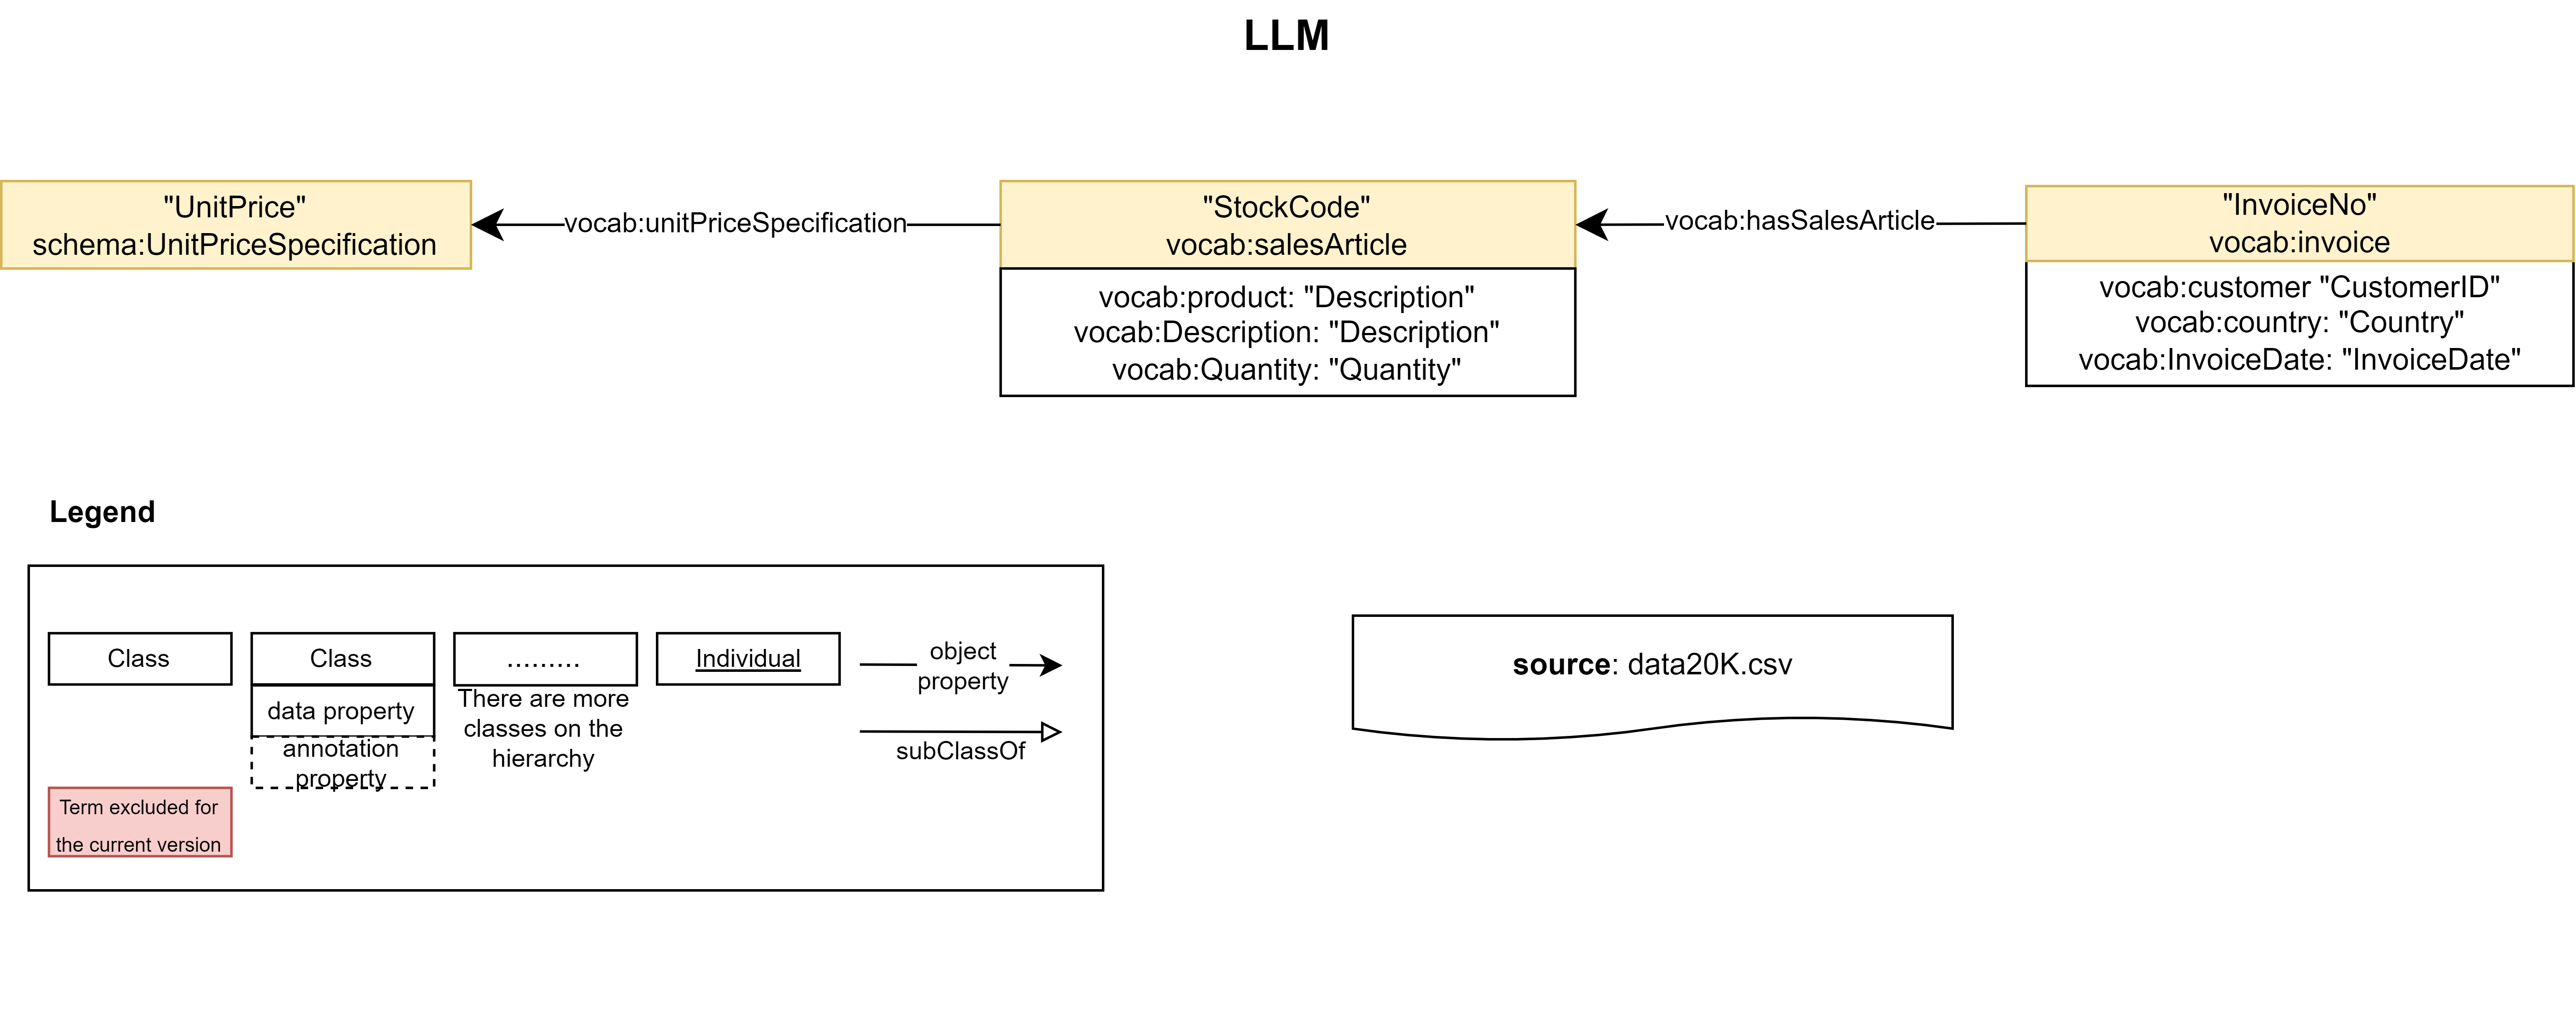 LLM
"UnitPrice"
schema:UnitPriceSpecification
vocab:unitPriceSpecification
"StockCode"
vocab:salesArticle
vocab:product: "Description"
vocab:Description: "Description"
vocab:Quantity: "Quantity"
vocab:hasSalesArticle
"InvoiceNo"
vocab:invoice
vocab:customer "CustomerID"
vocab:country: "Country"
vocab:InvoiceDate: "InvoiceDate"
Legend
Class
Class
data property
annotation
property
.........
There are more
classes on the
hierarchy
Individual
object
property
subClassOf
Term excluded for
the current version
source: data20K.csv